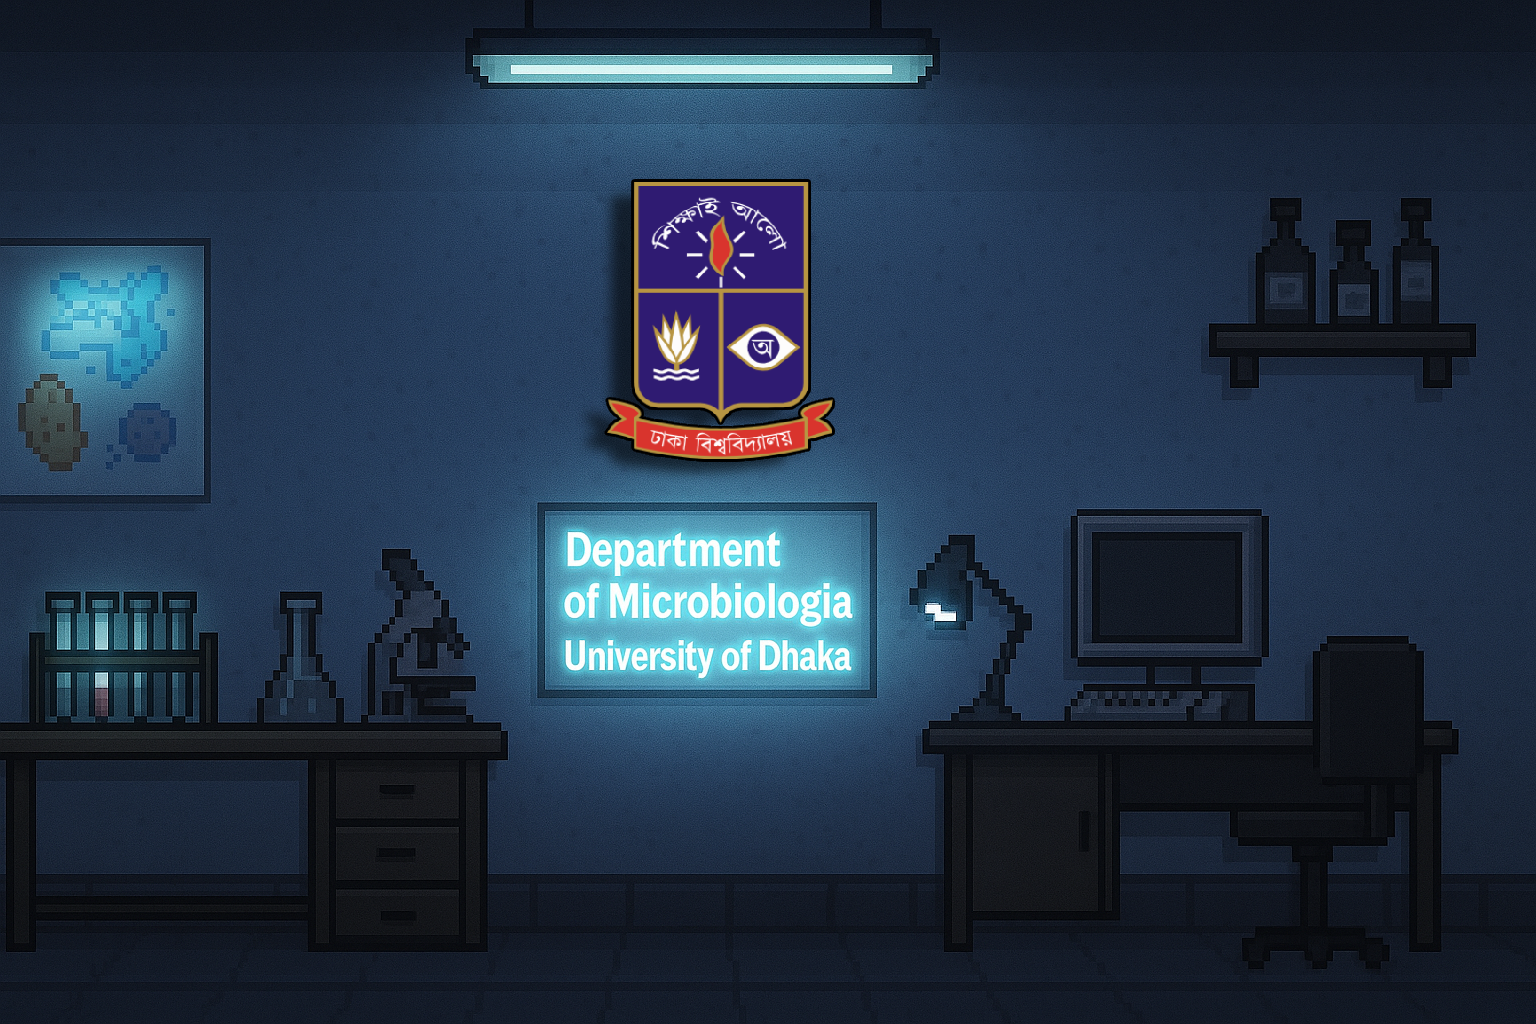 শিক্ষাই আলো
অ
ঢাকা বিশ্ববিদ্যালয়
Department
of Microbiologia
University of Dhaka